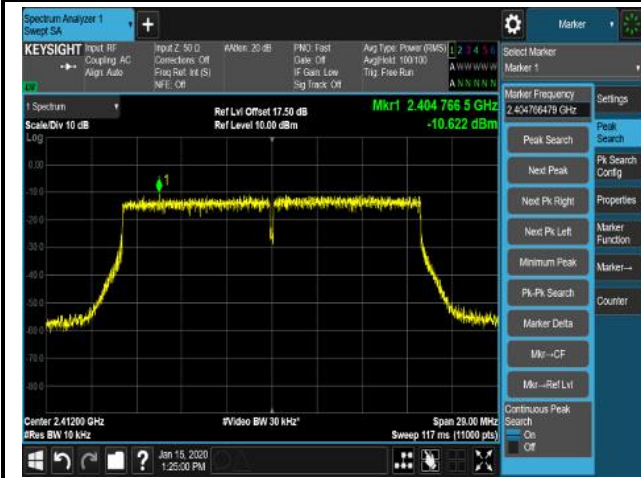 Spectrum Analyzer 1
Swept SA
+
Marker
KEYSIGHT Input: RF
Coupling: AC
Align: Auto
Input Z: 50 Ω
Corrections: Off
Freq Ref: Int (S)
NFE: Off
#Atten: 20 dB
PNO: Fast
Gate: Off
IF Gain: Low
Sig Track: Off
Avg Type: Power (RMS)
Avg|Hold: 100/100
Trig: Free Run
1 2 3 4 5 6
A W W W W W
A N N N N N
Select Marker
Marker 1
1 Spectrum
Scale/Div 10 dB
Log
Ref Lvl Offset 17.50 dB
Ref Level 10.00 dBm
Mkr1 2.404 766 5 GHz
-10.622 dBm
0.00
-10.0
-20.0
-30.0
-40.0
-50.0
-60.0
-70.0
-80.0
1
Center 2.41200 GHz
#Res BW 10 kHz
#Video BW 30 kHz*
Span 29.00 MHz
Sweep 117 ms (11000 pts)
Marker Frequency
2.404766479 GHz
Peak Search
Next Peak
Next Pk Right
Next Pk Left
Minimum Peak
Pk-Pk Search
Marker Delta
Mkr→CF
Mkr→Ref Lvl
Continuous Peak
Search
On
Off
Settings
Peak
Search
Pk Search
Config
Properties
Marker
Function
Marker→
Counter
?
Jan 15, 2020
1:25:00 PM